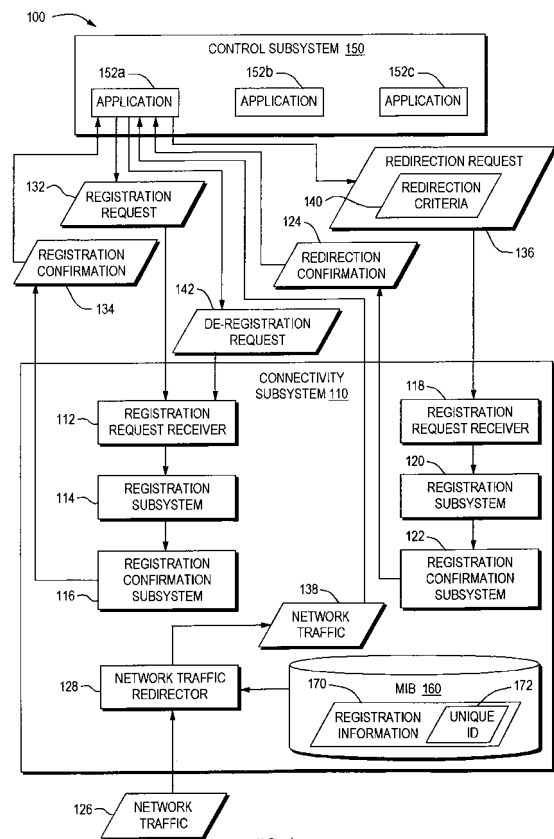 100
CONTROL SUBSYSTEM 150
152a
152b
152c
APPLICATION
APPLICATION
APPLICATION
REDIRECTION REQUEST
132
REGISTRATION
REQUEST
140
REDIRECTION
CRITERIA
124
REGISTRATION
CONFIRMATION
REDIRECTION
CONFIRMATION
136
134
142
DE-REGISTRATION
REQUEST
CONNECTIVITY
SUBSYSTEM 110
112
REGISTRATION
REQUEST RECEIVER
118
REGISTRATION
REQUEST RECEIVER
114
REGISTRATION
SUBSYSTEM
120
REGISTRATION
SUBSYSTEM
116
REGISTRATION
CONFIRMATION
SUBSYSTEM
122
REGISTRATION
CONFIRMATION
SUBSYSTEM
138
NETWORK
TRAFFIC
128
NETWORK TRAFFIC
REDIRECTOR
MIB 160
170
172
REGISTRATION
INFORMATION
UNIQUE
ID
126
NETWORK
TRAFFIC